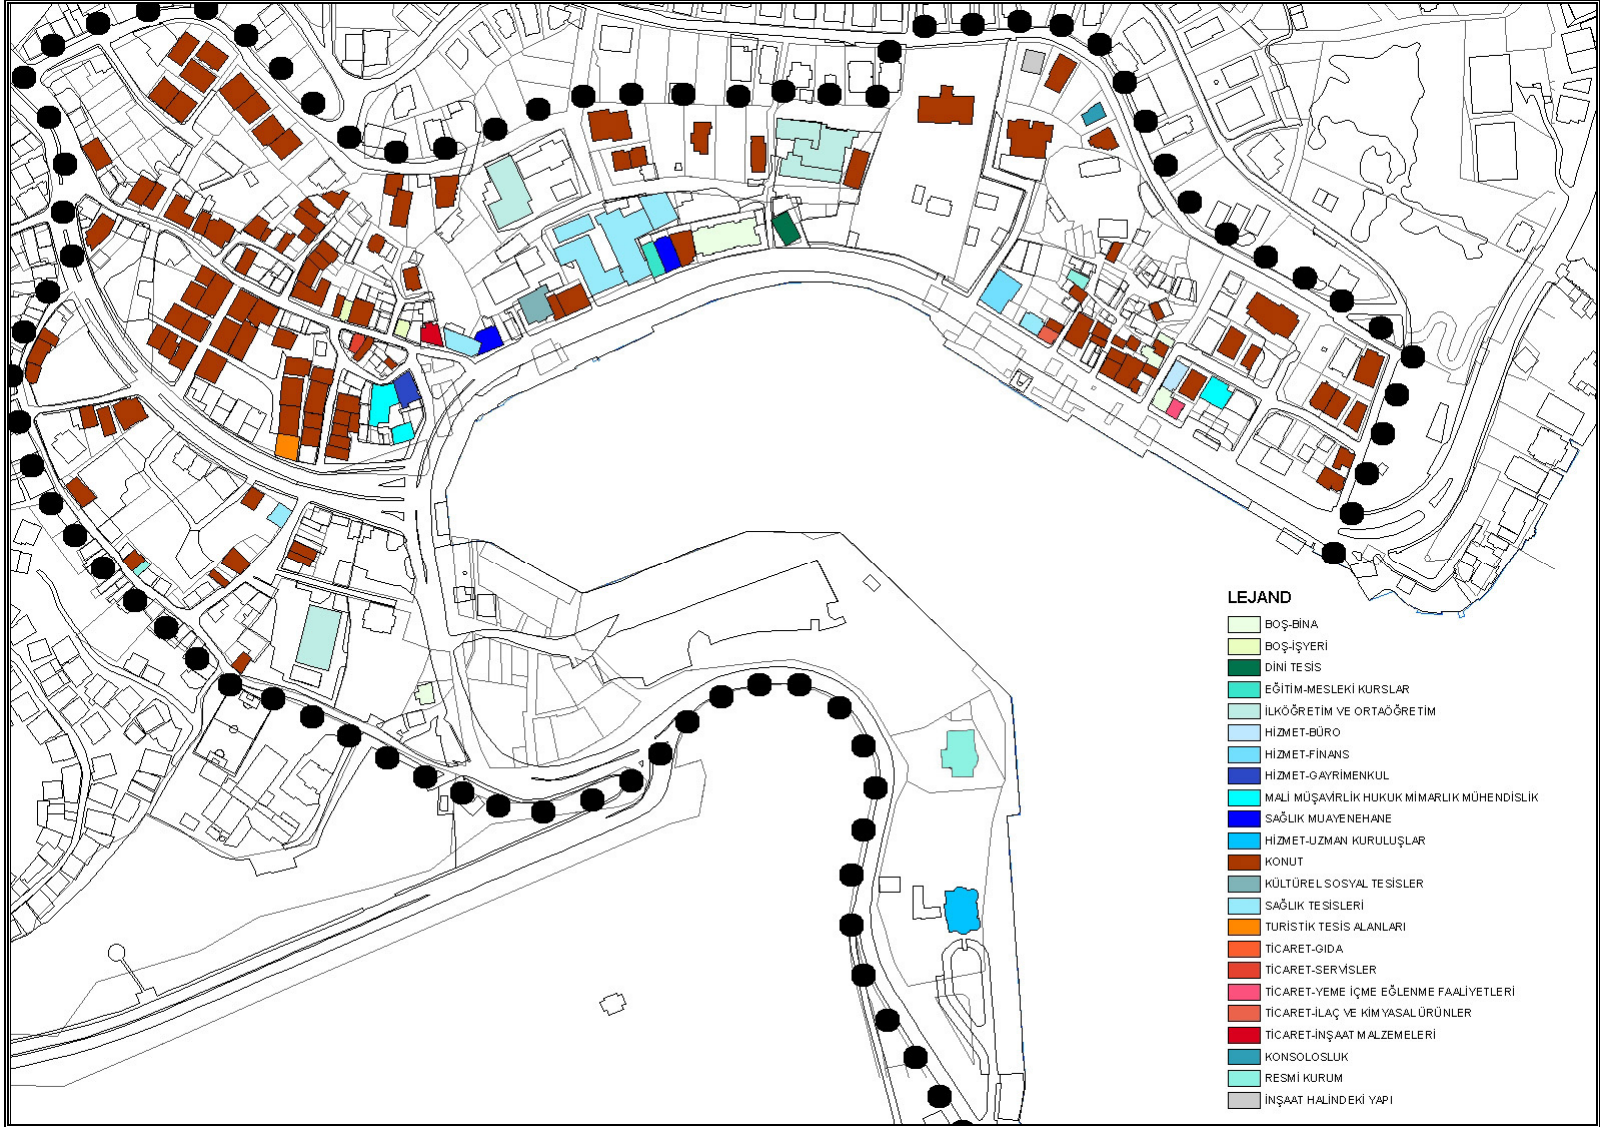 LEJAND
BOŞ-BİNA
BOŞ-İŞYERİ
DİNİ TESİS
EĞİTİM-MESLEKİ KURSLAR
İLKÖĞRETİM VE ORTAÖĞRETİM
HİZMET-BÜRO
HİZMET-FİNANS
HİZMET-GAYRİMENKUL
MALİ MÜŞAVİRLİK HUKUK MİMARLIK MÜHENDİSLİK
SAĞLIK MUAYENEHANE
HİZMET-UZMAN KURULUŞLAR
KONUT
KÜLTÜREL SOSYAL TESİSLER
SAĞLIK TESİSLERİ
TURİSTİK TESİS ALANLARI
TİCARET-GIDA
TİCARET-SERVİSLER
TİCARET-YEME İÇME EĞLENME FAALİYETLERİ
TİCARET-İLAÇ VE KİMYASAL ÜRÜNLER
TİCARET-İNŞAAT MALZEMELERİ
KONSOLOSLUK
RESMİ KURUM
İNŞAAT HALİNDEKİ YAPI